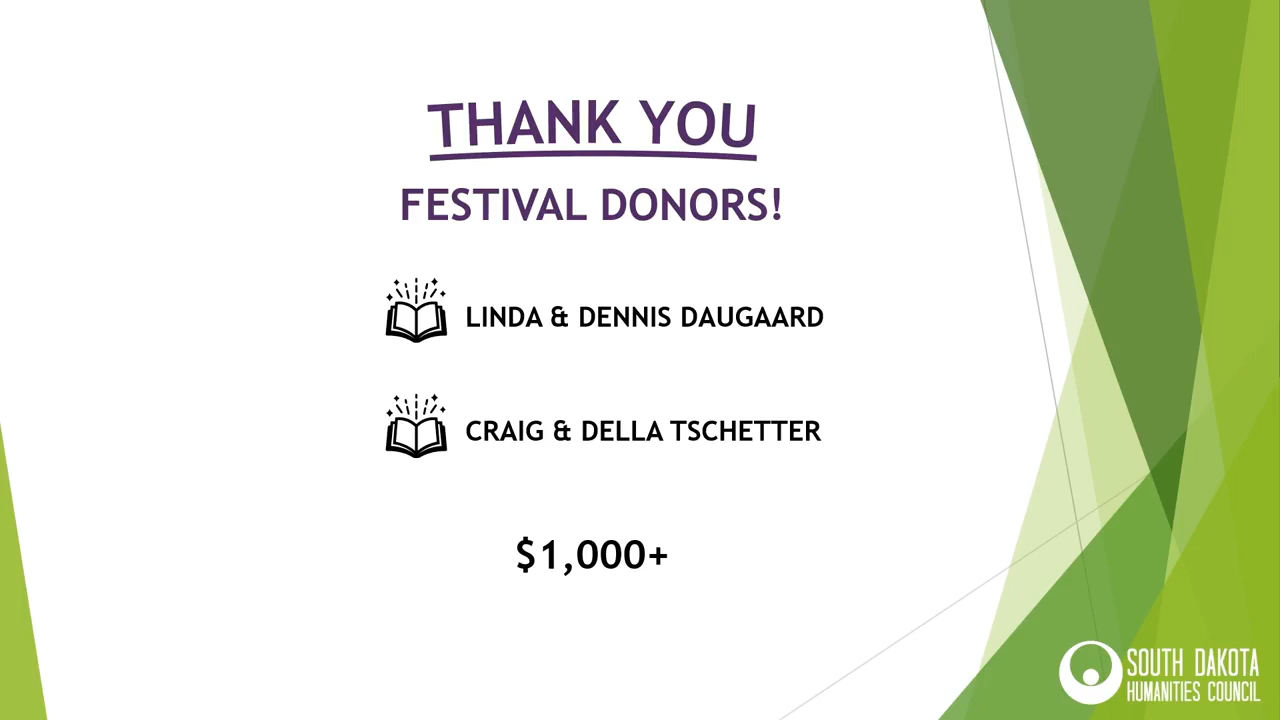 THANK YOU
FESTIVAL DONORS!
LINDA & DENNIS DAUGAARD
CRAIG & DELLA TSCHETTER
$1,000+
SOUTH DAKOTA
HUMANITIES COUNCIL